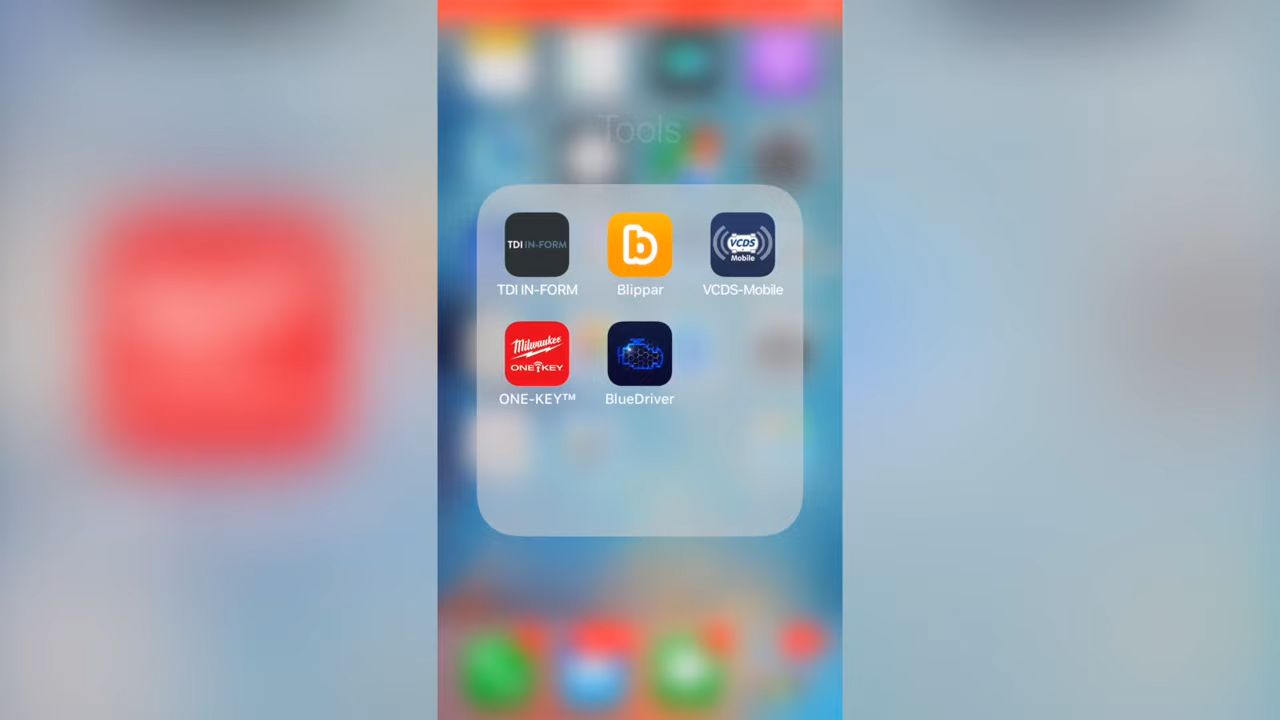 Tools
TDI IN-FORM
b
VCDS
Mobile
TDI IN-FORM
Blippar
VCDS-Mobile
Milwaukee
ONE KEY
ONE-KEY™
BlueDriver